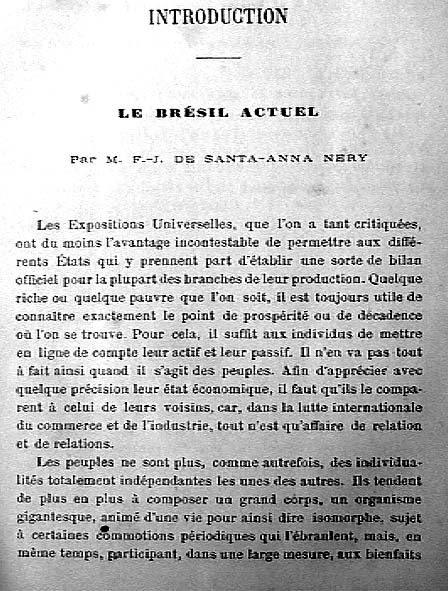 INTRODUCTION
LE BRÉSIL ACTUEL
Par M. F.-J. DE SANTA-ANNA NERY
Les Expositions Universelles, que l'on a tant critiquées,
ont du moins l'avantage incontestable de permettre aux diffé-
rents États qui y prennent part d'établir une sorte de bilan
officiel pour la plupart des branches de leur production. Quelque
riche ou quelque pauvre que l'on soit, il est toujours utile de
connaître exactement le point de prospérité ou de décadence
où l'on se trouve. Pour cela, il suffit aux individus de mettre
en ligne de compte leur actif et leur passif. Il n'en va pas tout
à fait ainsi quand il s'agit des peuples. Afin d'apprécier avec
quelque précision leur état économique, il faut qu'ils le compa-
rent à celui de leurs voisins, car, dans la lutte internationale
du commerce et de l'industrie, tout n'est qu'affaire de relation
et de relations.
Les peuples ne sont plus, comme autrefois, des individua-
lités totalement indépendantes les unes des autres. Ils tendent
de plus en plus à composer un grand corps, un organisme
gigantesque, animé d'une vie pour ainsi dire isomorphe, sujet
à certaines commotions périodiques qui l'ébranlent, mais, en
même temps, participant, dans une large mesure, aux bienfaits